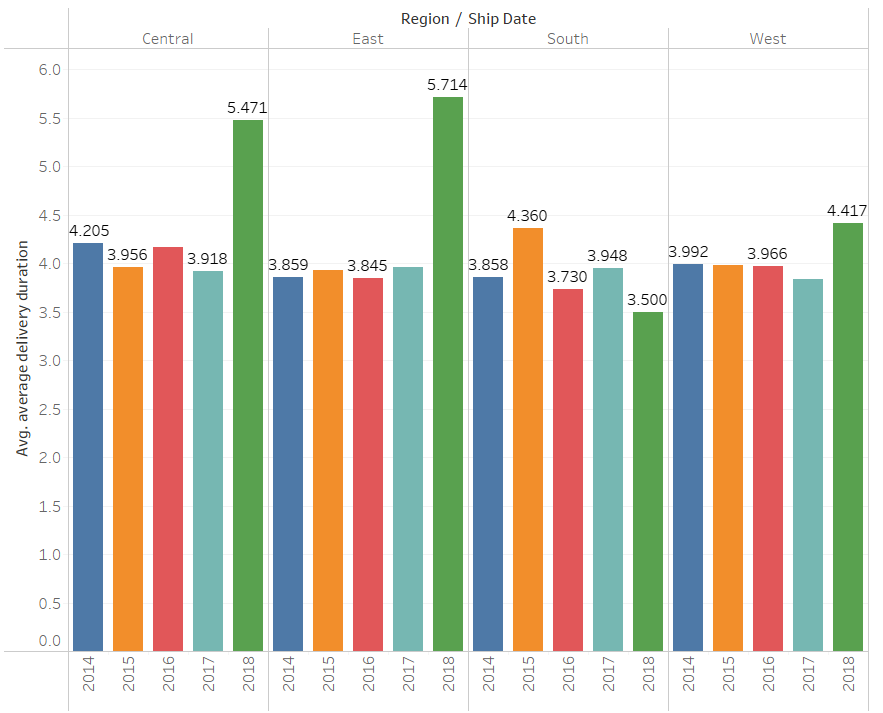 Region / Ship Date
Central East South West
Avg. average delivery duration
6.0
5.5
5.0
4.5
4.0
3.5
3.0
2.5
2.0
1.5
1.0
0.5
0.0
4.205 3.956 3.918 5.471
3.859 3.845 5.714
3.858 4.360 3.730 3.948 3.500
3.992 3.966 4.417
2014 2015 2016 2017 2018 2014 2015 2016 2017 2018 2014 2015 2016 2017 2018 2014 2015 2016 2017 2018